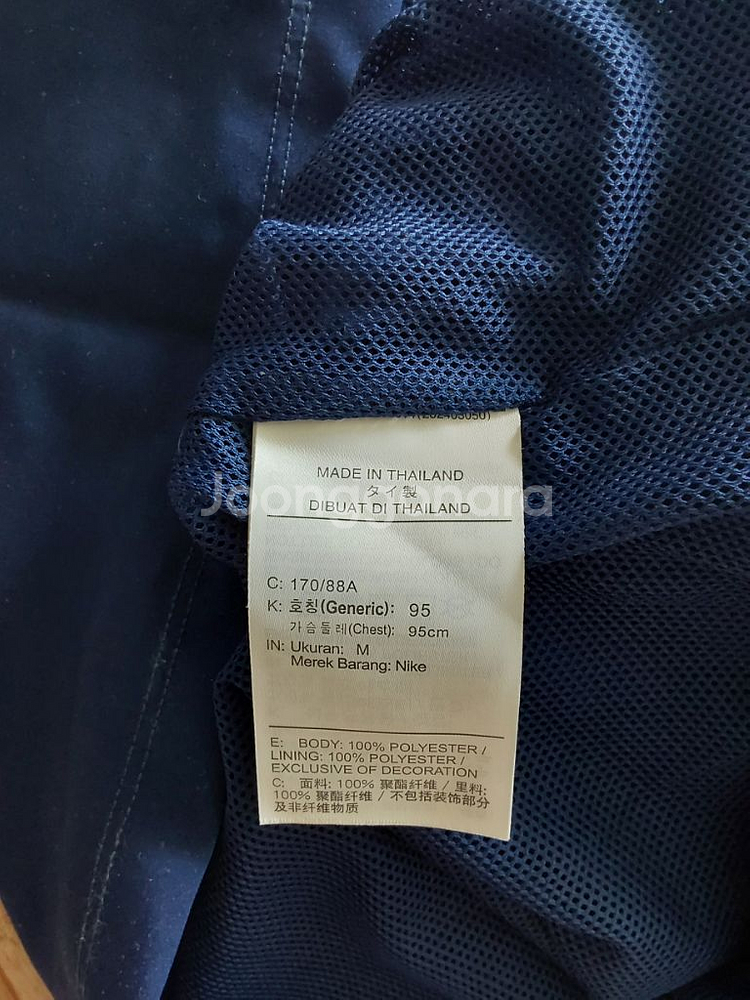 (202403050)
MADE IN THAILAND
タイ製
Joonggonara
DIBUAT DI THAILAND
C: 170/88A
K: 호칭(Generic): 95
가슴둘레(Chest): 95cm
IN: Ukuran: M
Merek Barang: Nike
E: BODY: 100% POLYESTER /
LINING: 100% POLYESTER /
EXCLUSIVE OF DECORATION
C: 面料: 100% 聚酯纤维 / 里料:
100% 聚酯纤维 / 不包括装饰部分
及非纤维物质